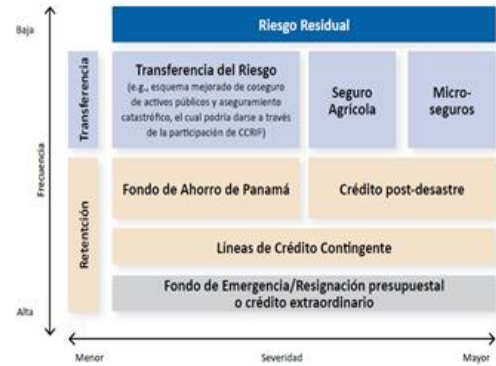 Baja
Riesgo Residual
Transferencia
Transferencia del Riesgo
(e.g., esquema mejorado de coseguro
de activos públicos y aseguramiento
catastrófico, el cual podría darse a través
de la participación de CCRIF)
Seguro
Agrícola
Micro-
seguros
Frecuencia
Retentción
Fondo de Ahorro de Panamá
Crédito post-desastre
Líneas de Crédito Contingente
Fondo de Emergencia/Resignación presupuestal
o crédito extraordinario
Alta
Menor
Severidad
Mayor